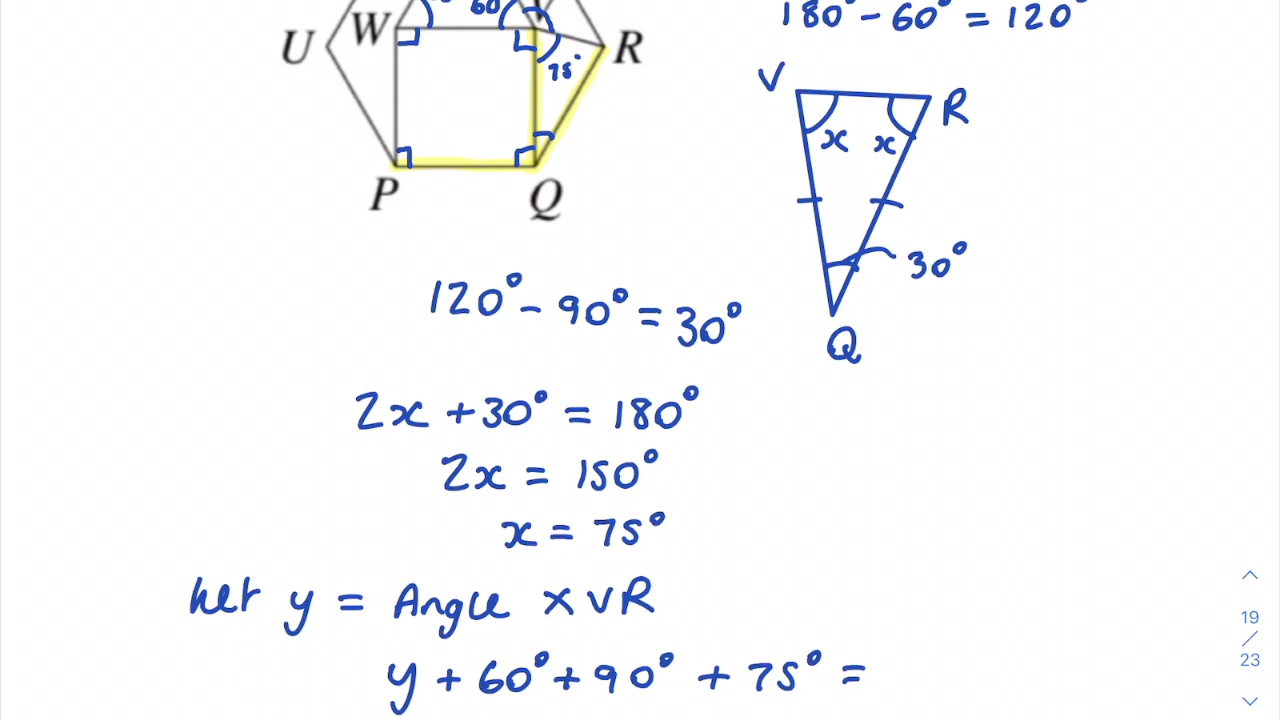 180° - 60° = 120°
60
U W V R
75°
P Q
V R
x x
30°
Q
120° - 90° = 30°
2x + 30° = 180°
2x = 150°
x = 75°
Let y = Angle XVR
y + 60° + 90° + 75° =
19
/
23